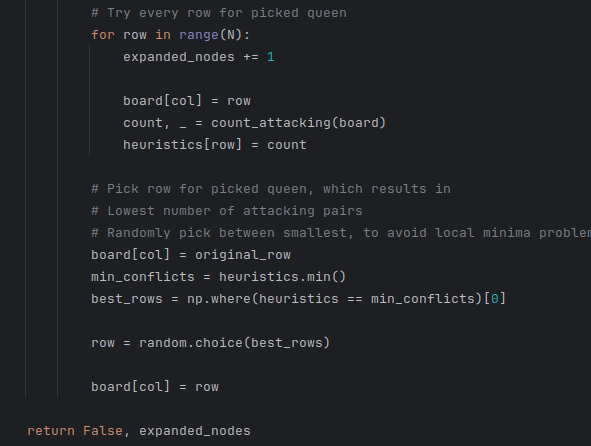 # Try every row for picked queen
for row in range(N):
expanded_nodes += 1
board[col] = row
count, _ = count_attacking(board)
heuristics[row] = count
# Pick row for picked queen, which results in
# Lowest number of attacking pairs
# Randomly pick between smallest, to avoid local minima problem
board[col] = original_row
min_conflicts = heuristics.min()
best_rows = np.where(heuristics == min_conflicts)[0]
row = random.choice(best_rows)
board[col] = row
return False, expanded_nodes